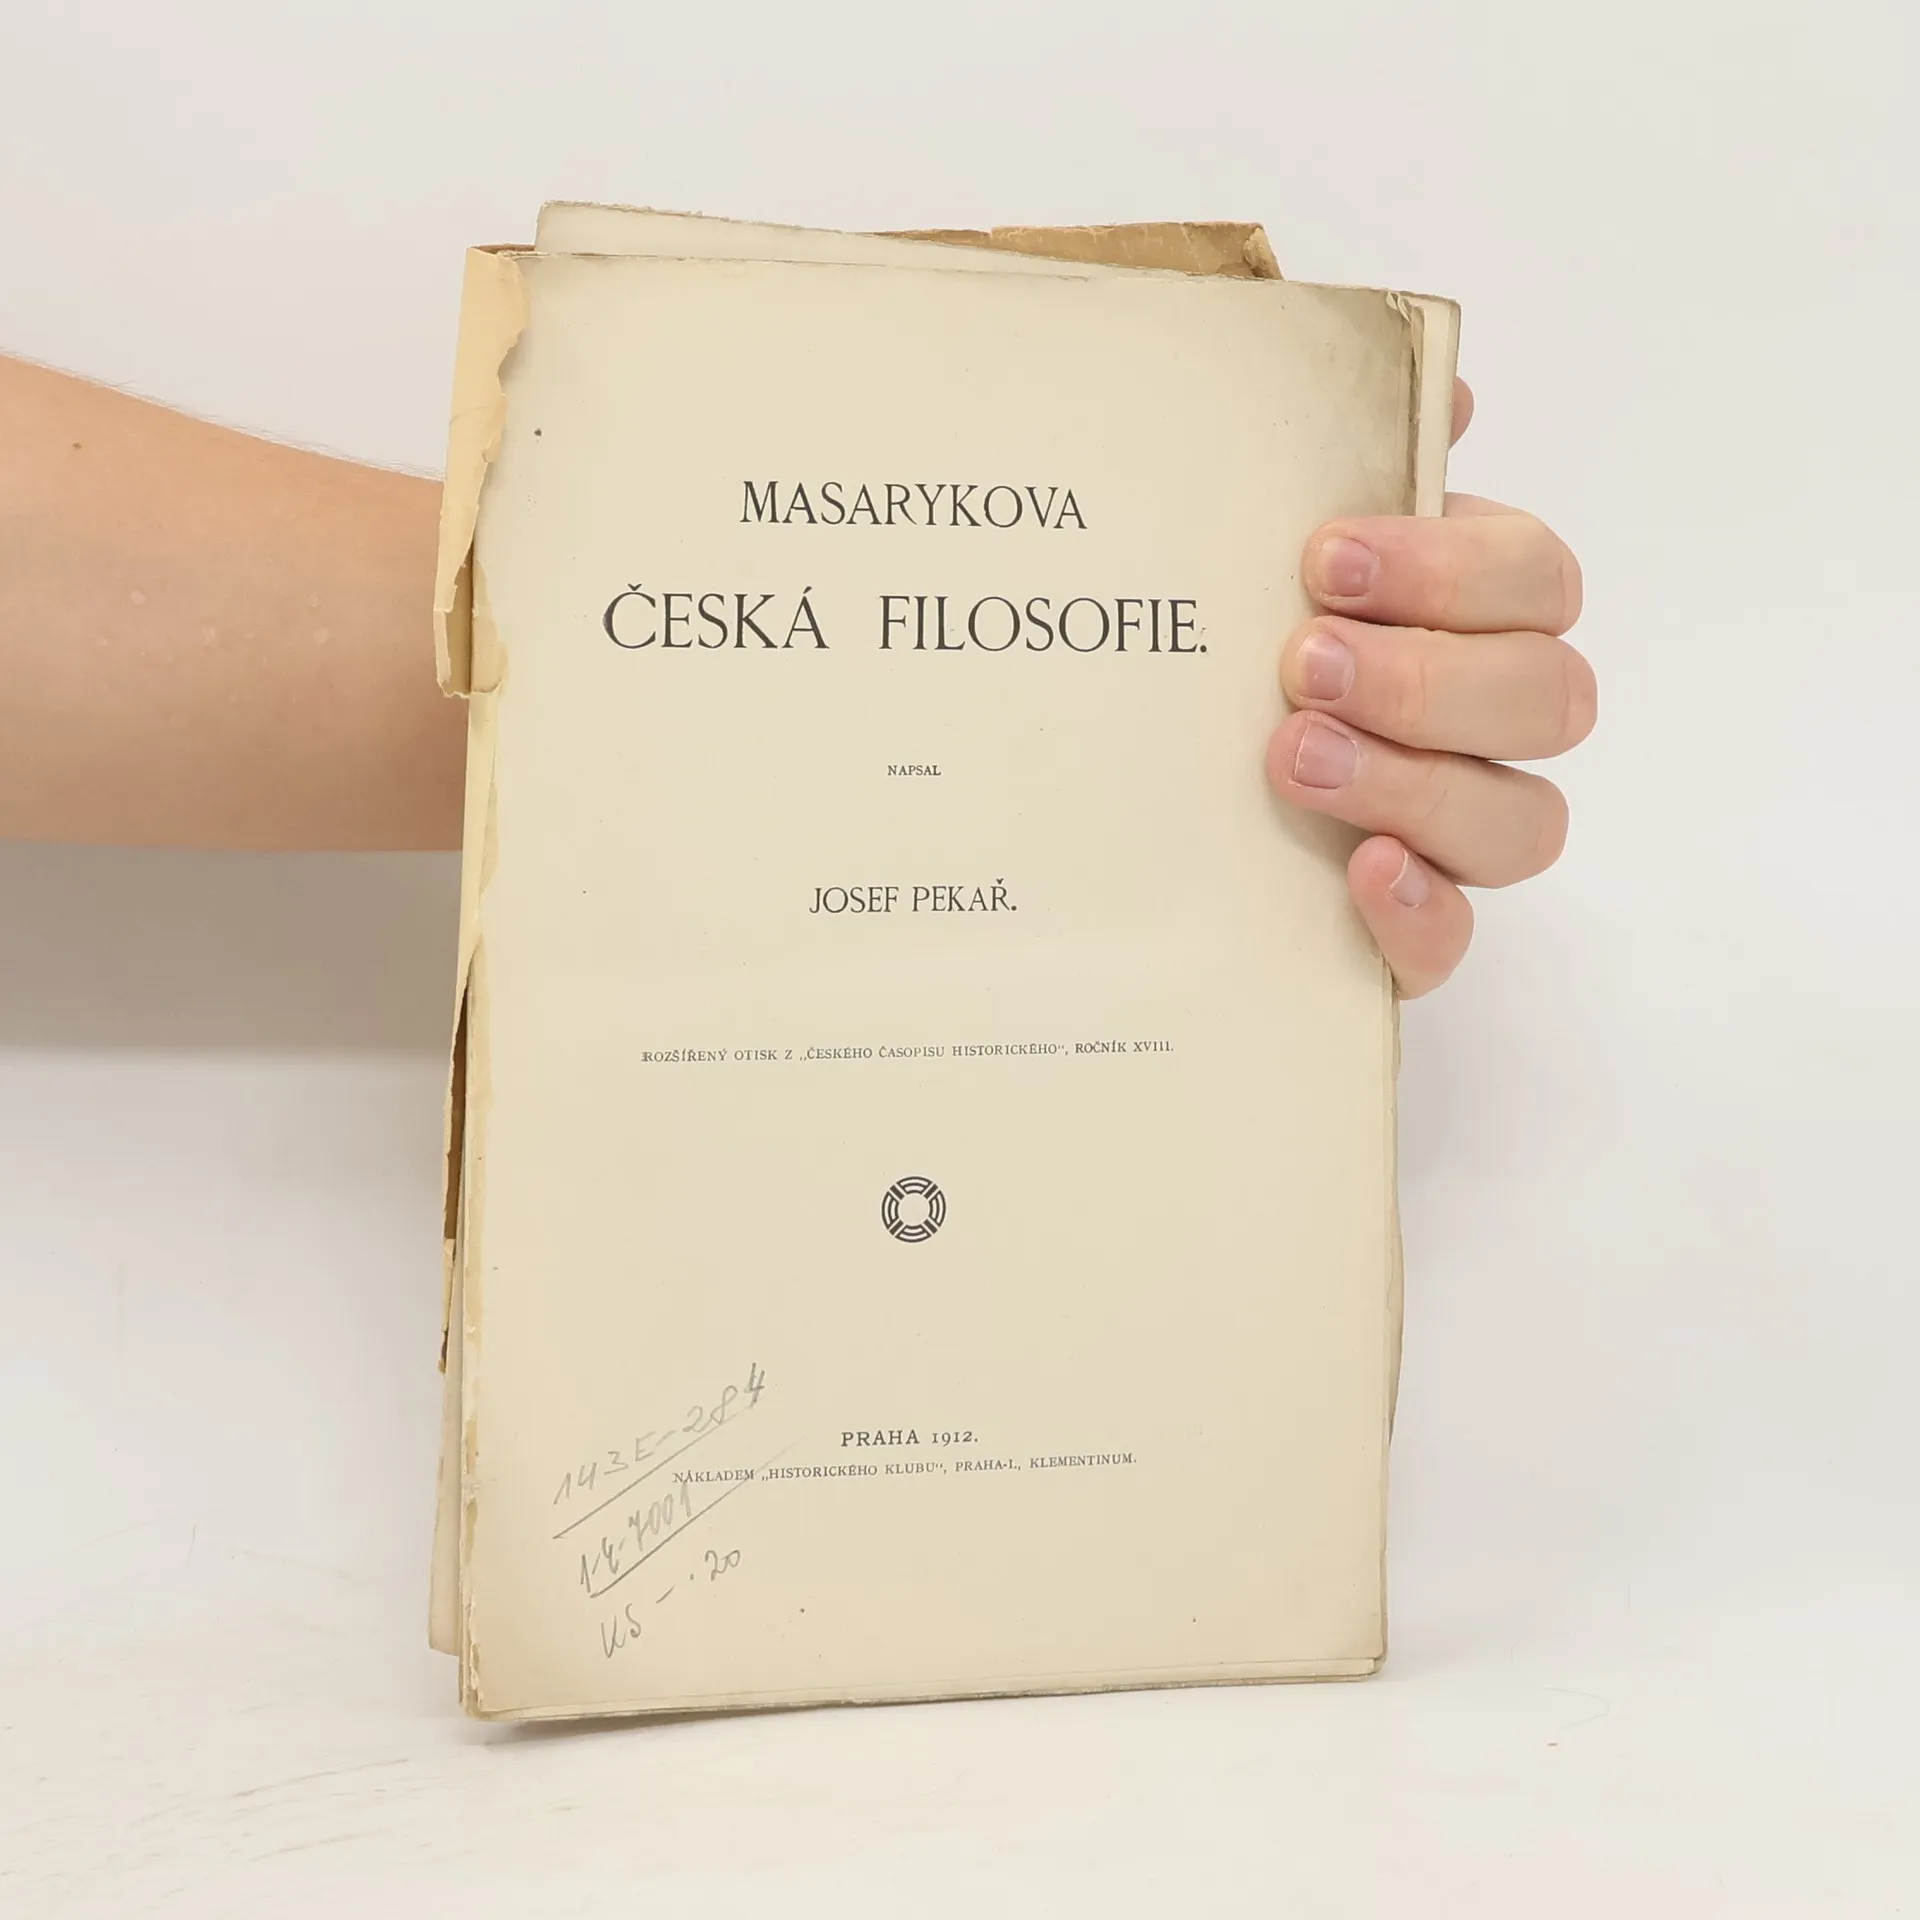 MASARYKOVA
ČESKÁ FILOSOFIE.
NAPSAL
JOSEF PEKAŘ.
ROZŠÍŘENÝ OTISK Z „ČESKÉHO ČASOPISU HISTORICKÉHO“, ROČNÍK XVIII.
PRAHA 1912.
NÁKLADEM „HISTORICKÉHO KLUBU“, PRAHA-I., KLEMENTINUM.
143E-284
KS - .20